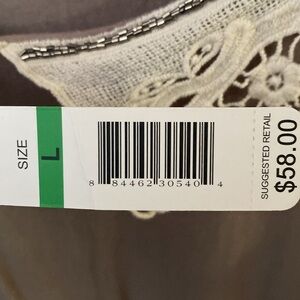 SIZE
L
8 84462 30540 4
SUGGESTED RETAIL
$58.00